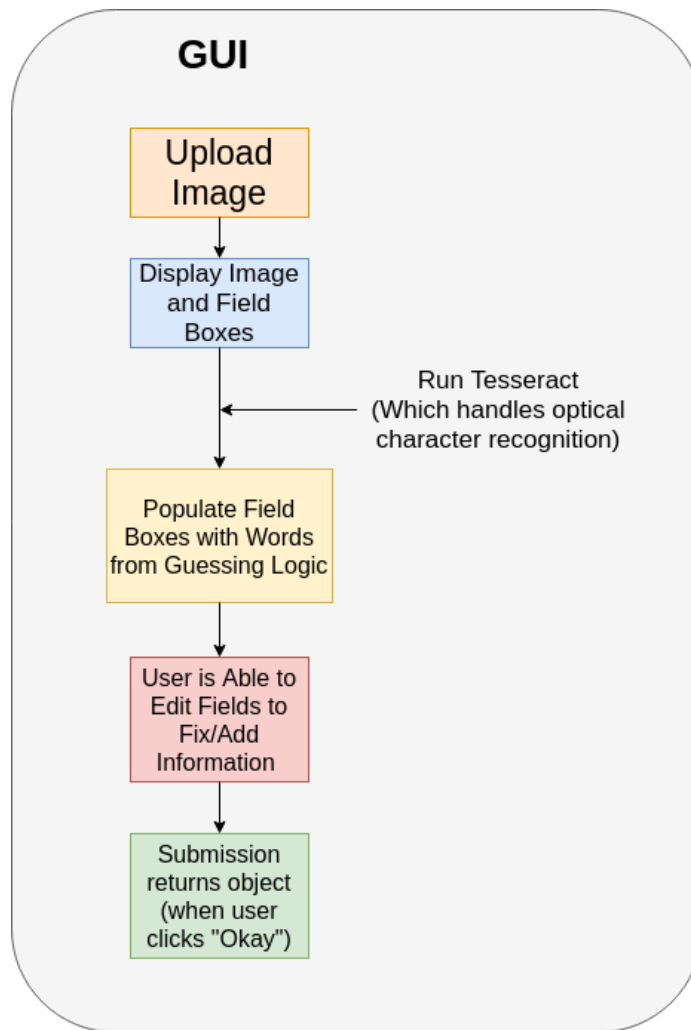 GUI
Upload
Image
Display Image
and Field
Boxes
Run Tesseract
(Which handles optical
character recognition)
Populate Field
Boxes with Words
from Guessing Logic
User is Able to
Edit Fields to
Fix/Add
Information
Submission
returns object
(when user
clicks "Okay")